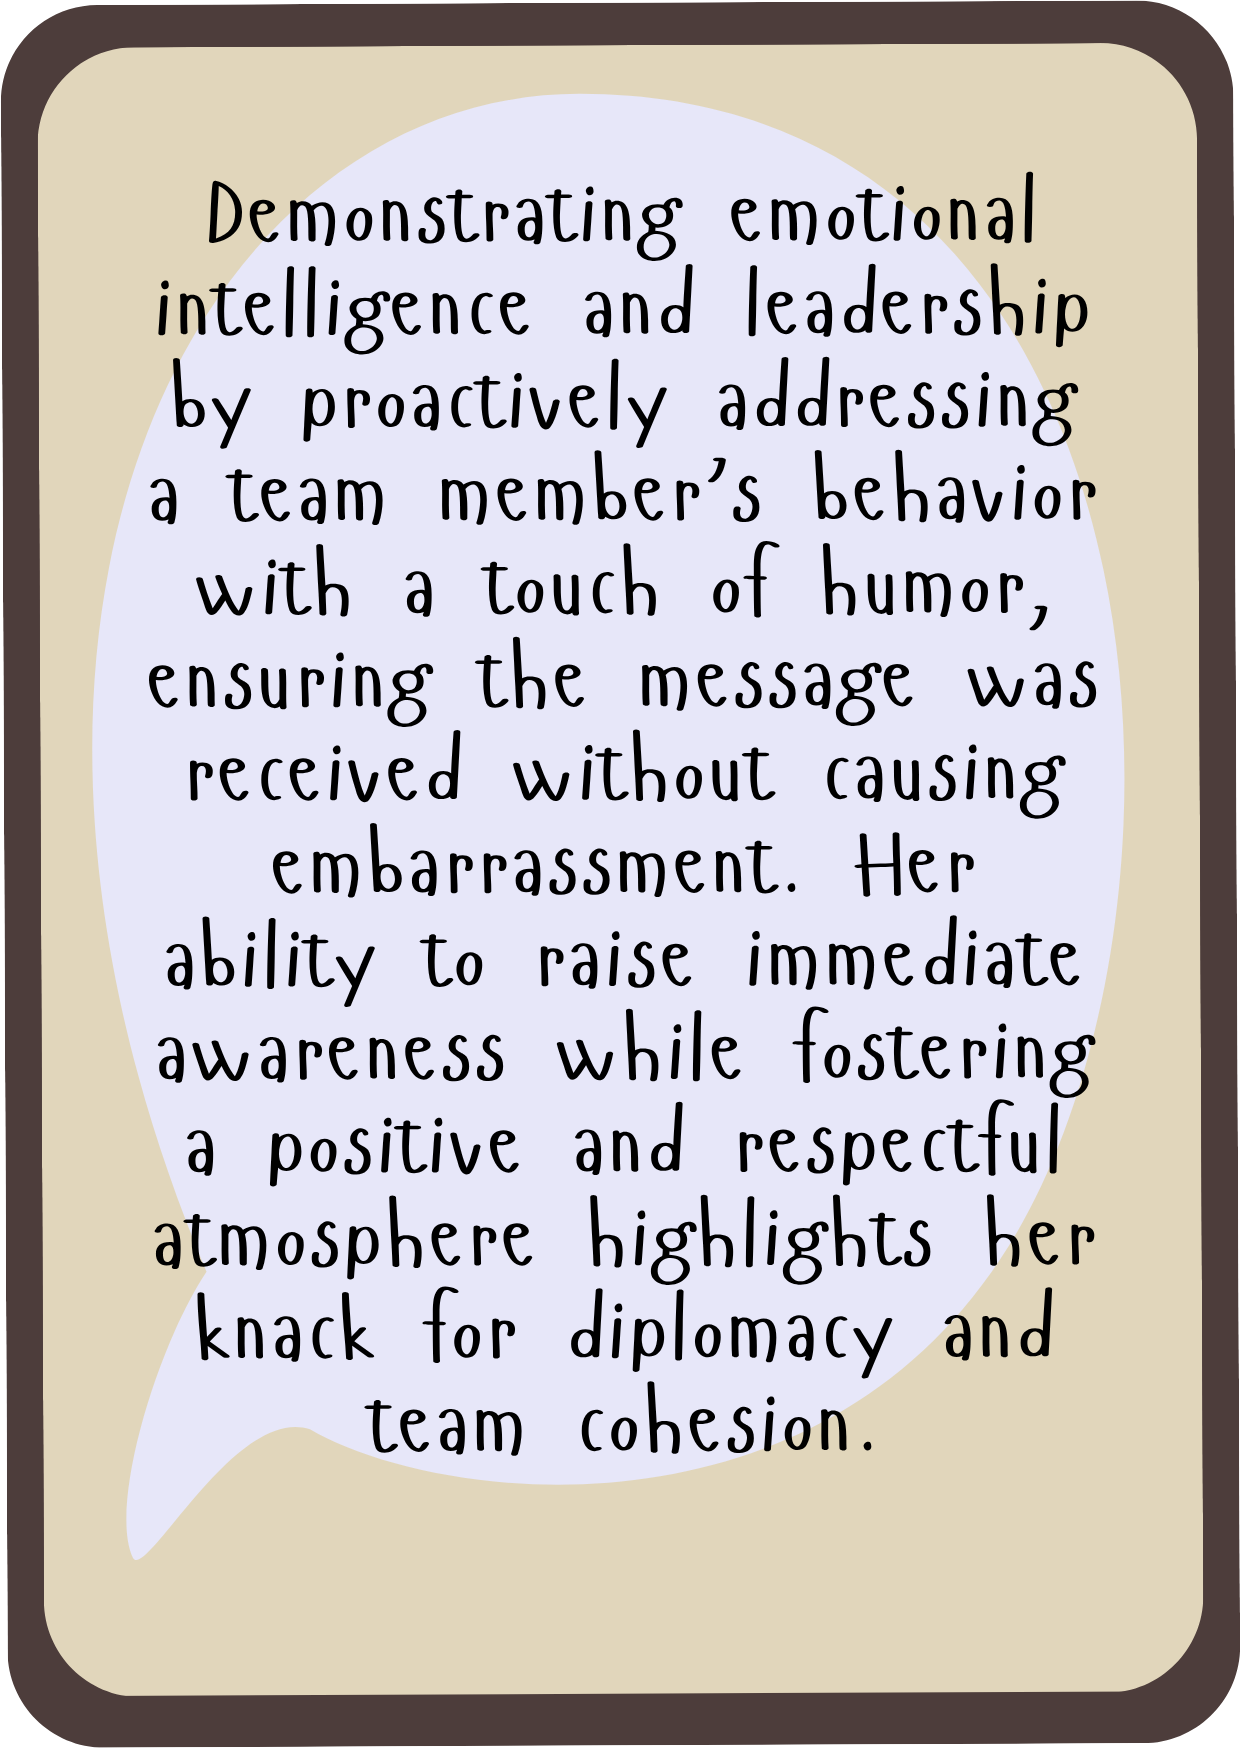 Demonstrating emotional
intelligence and leadership
by proactively addressing
a team member’s behavior
with a touch of humor,
ensuring the message was
received without causing
embarrassment. Her
ability to raise immediate
awareness while fostering
a positive and respectful
atmosphere highlights her
knack for diplomacy and
team cohesion.